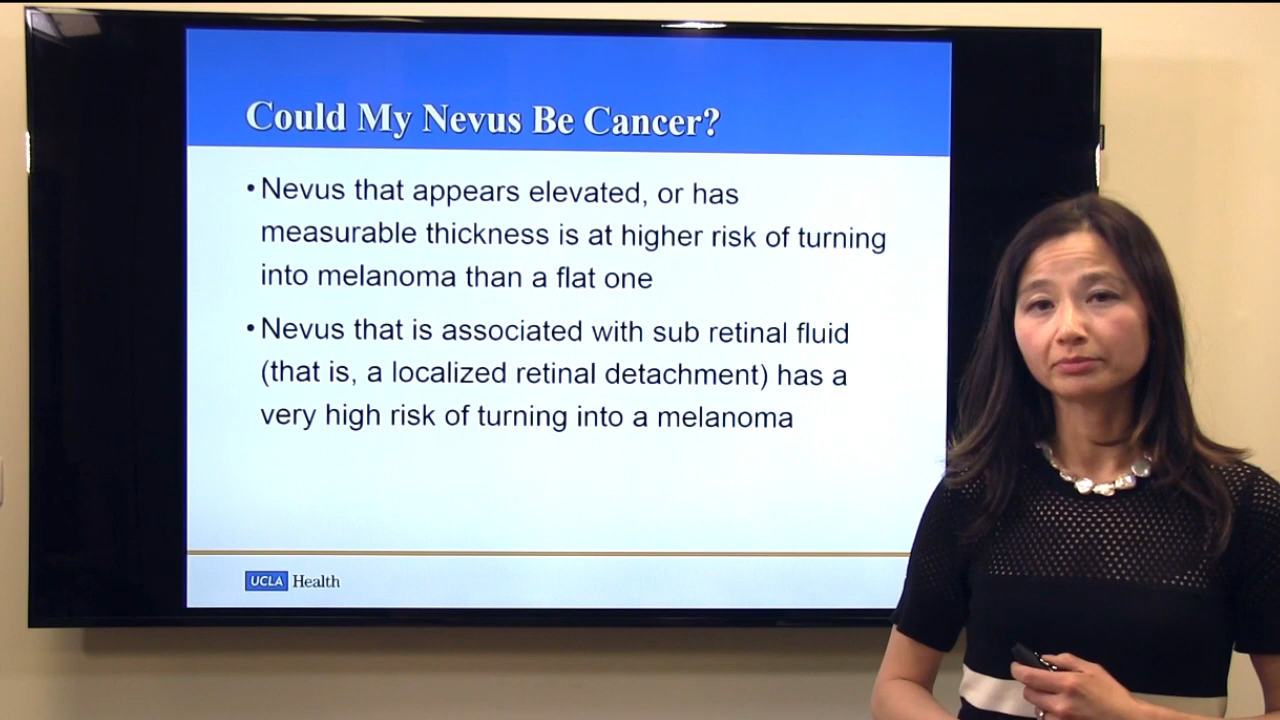 Could My Nevus Be Cancer?
• Nevus that appears elevated, or has
measurable thickness is at higher risk of turning
into melanoma than a flat one
• Nevus that is associated with sub retinal fluid
(that is, a localized retinal detachment) has a
very high risk of turning into a melanoma
UCLA Health